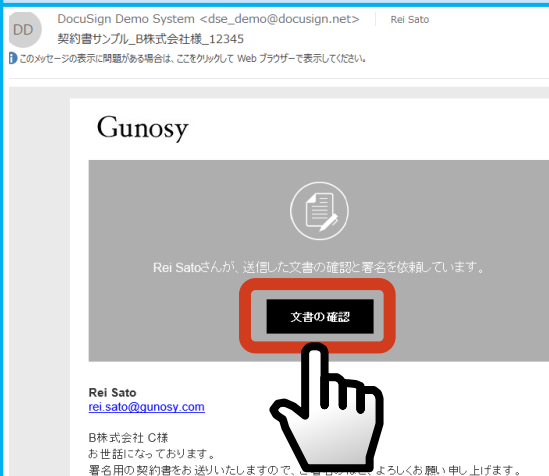 DD
DocuSign Demo System <dse_demo@docusign.net> Rei Sato
契約書サンプル_B株式会社様_12345
このメッセージの表示に問題がある場合は、ここをクリックして Web ブラウザーで表示してください。
Gunosy
Rei Satoさんが、送信した文書の確認と署名を依頼しています。
文書の確認
Rei Sato
rei.sato@gunosy.com
B株式会社 C様
お世話になっております。
署名用の契約書をお送りいたしますので、 よろしくお願い申し上げます。